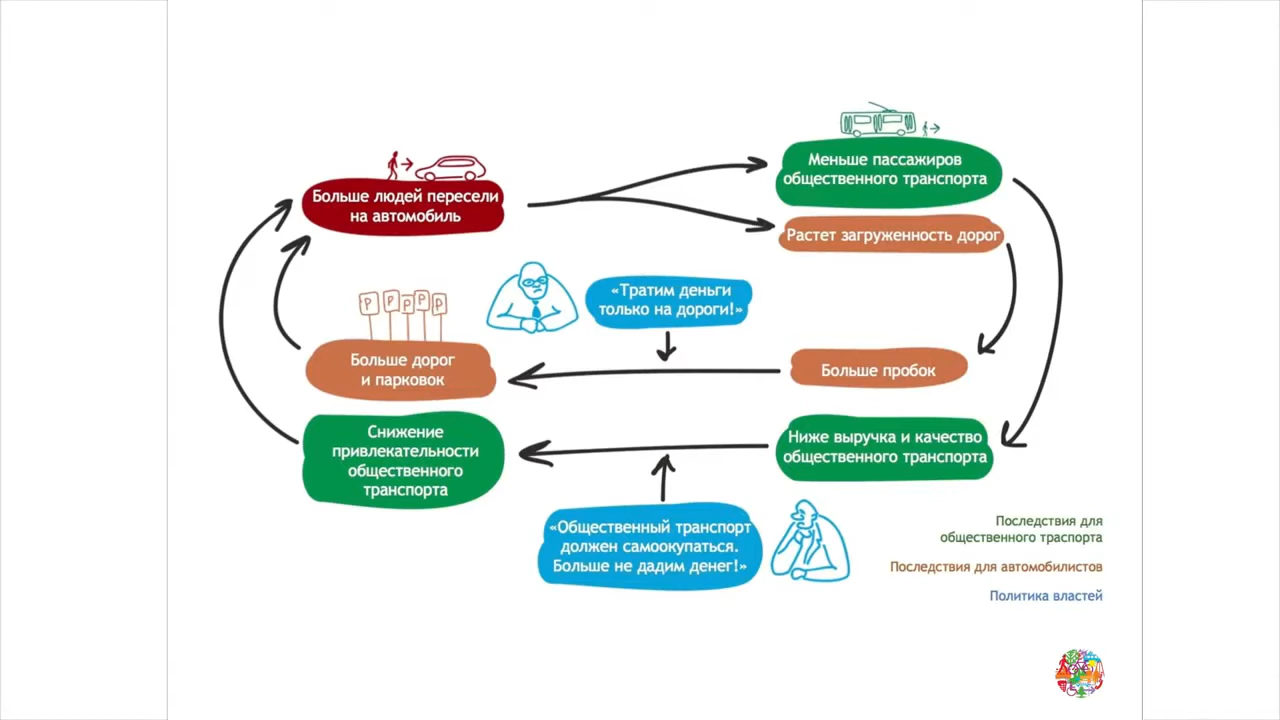 Больше людей пересели
на автомобиль
Меньше пассажиров
общественного транспорта
Растет загруженность дорог
«Тратим деньги
только на дороги!»
P P P P P
Больше дорог
и парковок
Больше пробок
Снижение
привлекательности
общественного
транспорта
Ниже выручка и качество
общественного транспорта
«Общественный транспорт
должен самоокупаться.
Больше не дадим денег!»
Последствия для
общественного траспорта
Последствия для автомобилистов
Политика властей